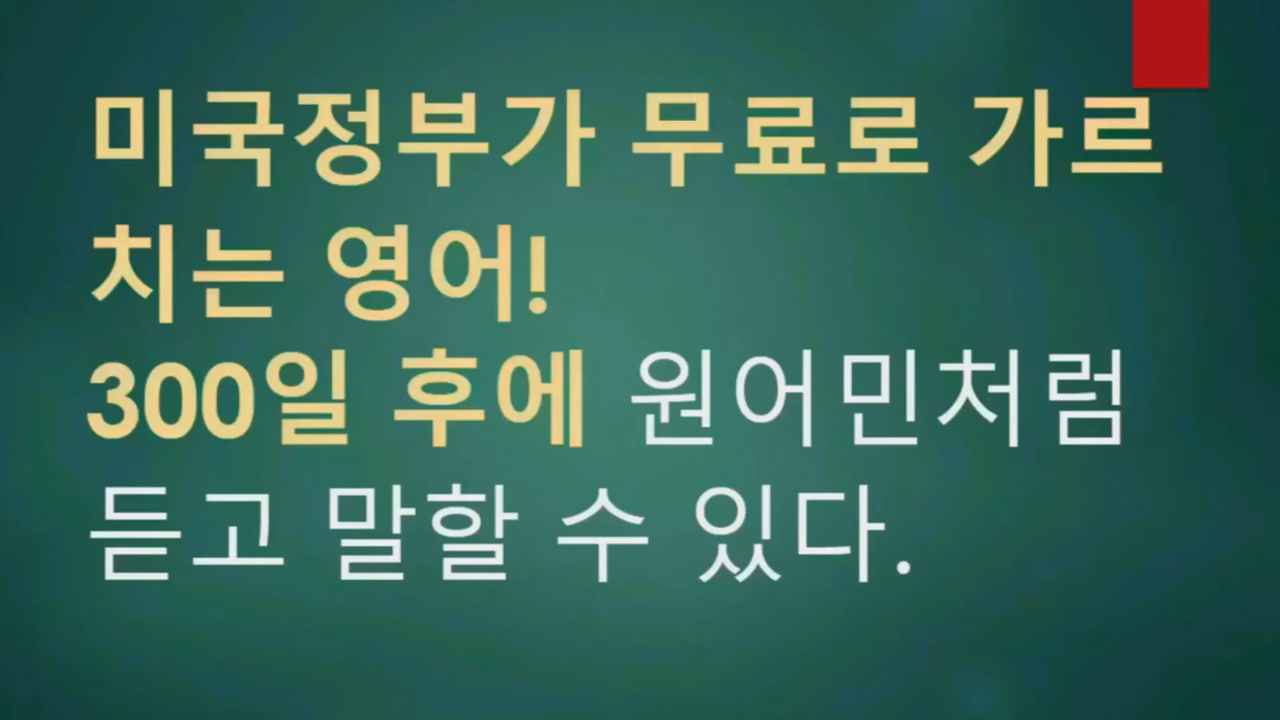 미국정부가 무료로 가르
치는 영어!
300일 후에 원어민처럼
듣고 말할 수 있다.